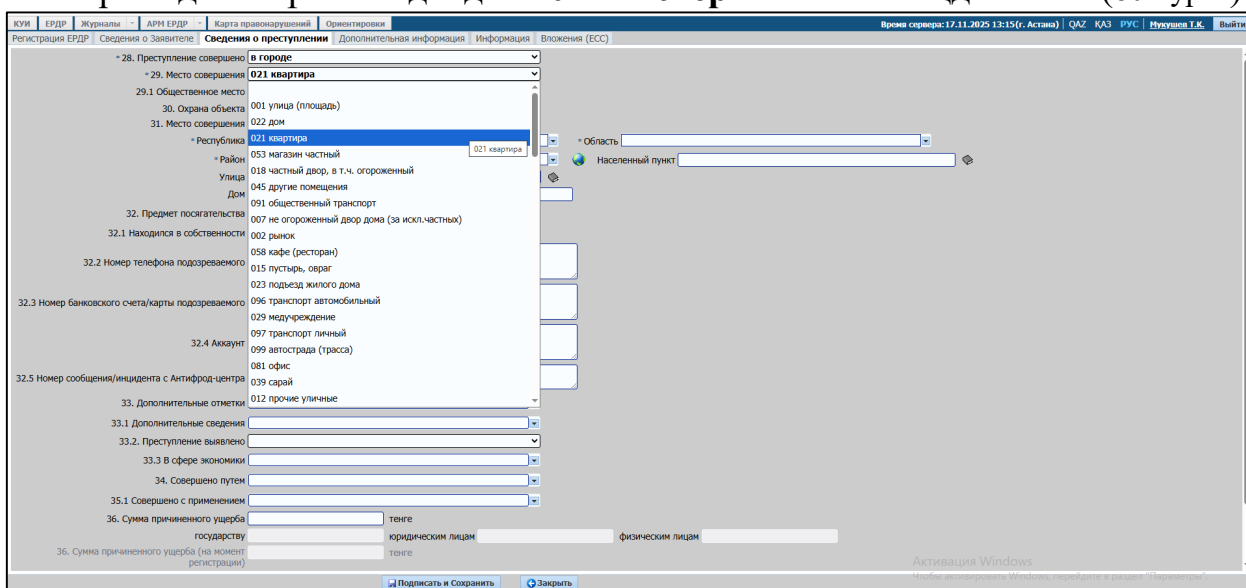 КУИ ЕРДР Журналы АРМ ЕРДР Карта правонарушений Ориентировки Время сервера:17.11.2025 13:15(г. Астана) QAZ ҚАЗ РУС Мукушев Т.К. Выйти
Регистрация ЕРДР Сведения о Заявителе Сведения о преступлении Дополнительная информация Информация Вложения (ЕСС)
* 28. Преступление совершено в городе
* 29. Место совершения 021 квартира
29.1 Общественное место
30. Охрана объекта 001 улица (площадь)
31. Место совершения 022 дом
* Республика 021 квартира * Область
053 магазин частный 021 квартира
* Район Населенный пункт
Улица 018 частный двор, в т.ч. огороженный
045 другие помещения
Дом 091 общественный транспорт
32. Предмет посягательства 007 не огороженный двор дома (за искл.частных)
32.1 Находился в собственности 002 рынок
058 кафе (ресторан)
32.2 Номер телефона подозреваемого 015 пустырь, овраг
023 подъезд жилого дома
32.3 Номер банковского счета/карты подозреваемого 096 транспорт автомобильный
029 медучреждение
097 транспорт личный
32.4 Аккаунт 099 автострада (трасса)
081 офис
32.5 Номер сообщения/инцидента с Антифрод-центра 039 сарай
33. Дополнительные отметки 012 прочие уличные
33.1 Дополнительные сведения
33.2. Преступление выявлено
33.3 В сфере экономики
34. Совершено путем
35.1 Совершено с применением
36. Сумма причиненного ущерба тенге
государству юридическим лицам физическим лицам
36. Сумма причиненного ущерба (на момент регистрации) тенге
Активация Windows
Чтобы активировать Windows, перейдите в раздел "Параметры".
Подписать и Сохранить Закрыть